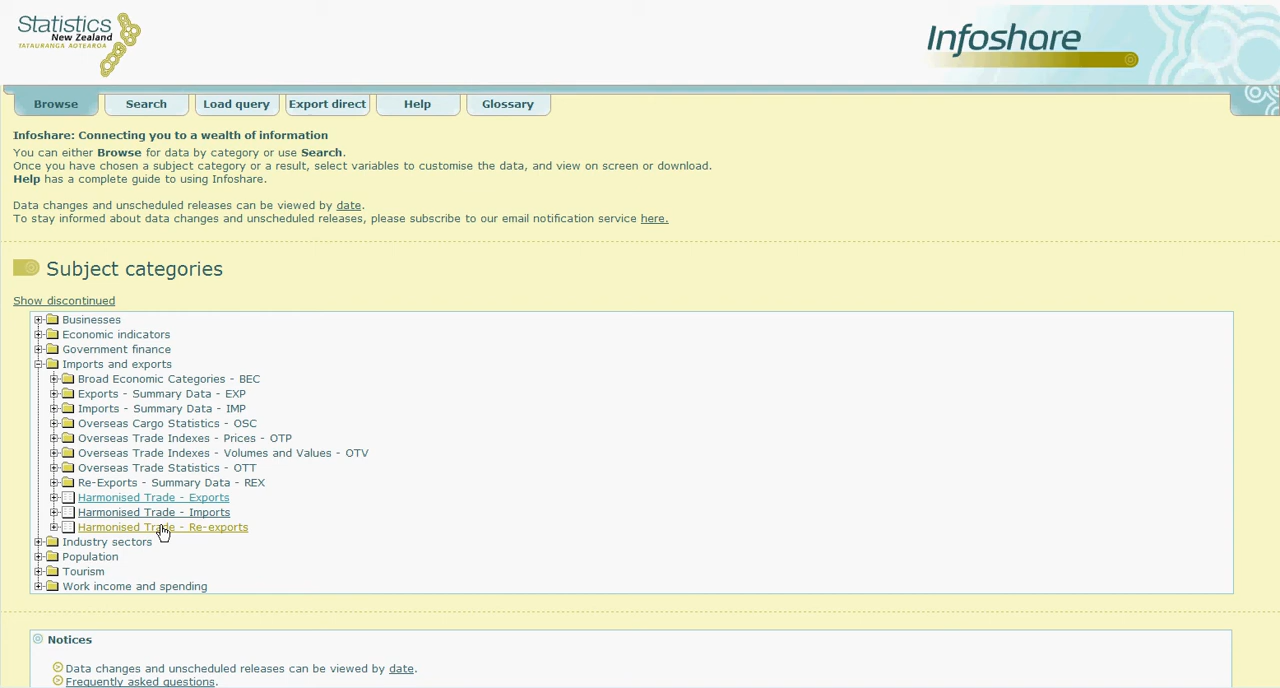 Statistics
New Zealand
TATAURANGA AOTEAROA
Infoshare
Browse
Search
Load query
Export direct
Help
Glossary
Infoshare: Connecting you to a wealth of information
You can either Browse for data by category or use Search.
Once you have chosen a subject category or a result, select variables to customise the data, and view on screen or download.
Help has a complete guide to using Infoshare.
Data changes and unscheduled releases can be viewed by date.
To stay informed about data changes and unscheduled releases, please subscribe to our email notification service here.
Subject categories
Show discontinued
Businesses
Economic indicators
Government finance
Imports and exports
Broad Economic Categories - BEC
Exports - Summary Data - EXP
Imports - Summary Data - IMP
Overseas Cargo Statistics - OSC
Overseas Trade Indexes - Prices - OTP
Overseas Trade Indexes - Volumes and Values - OTV
Overseas Trade Statistics - OTT
Re-Exports - Summary Data - REX
Harmonised Trade - Exports
Harmonised Trade - Imports
Harmonised Trade - Re-exports
Industry sectors
Population
Tourism
Work income and spending
Notices
Data changes and unscheduled releases can be viewed by date.
Frequently asked questions.